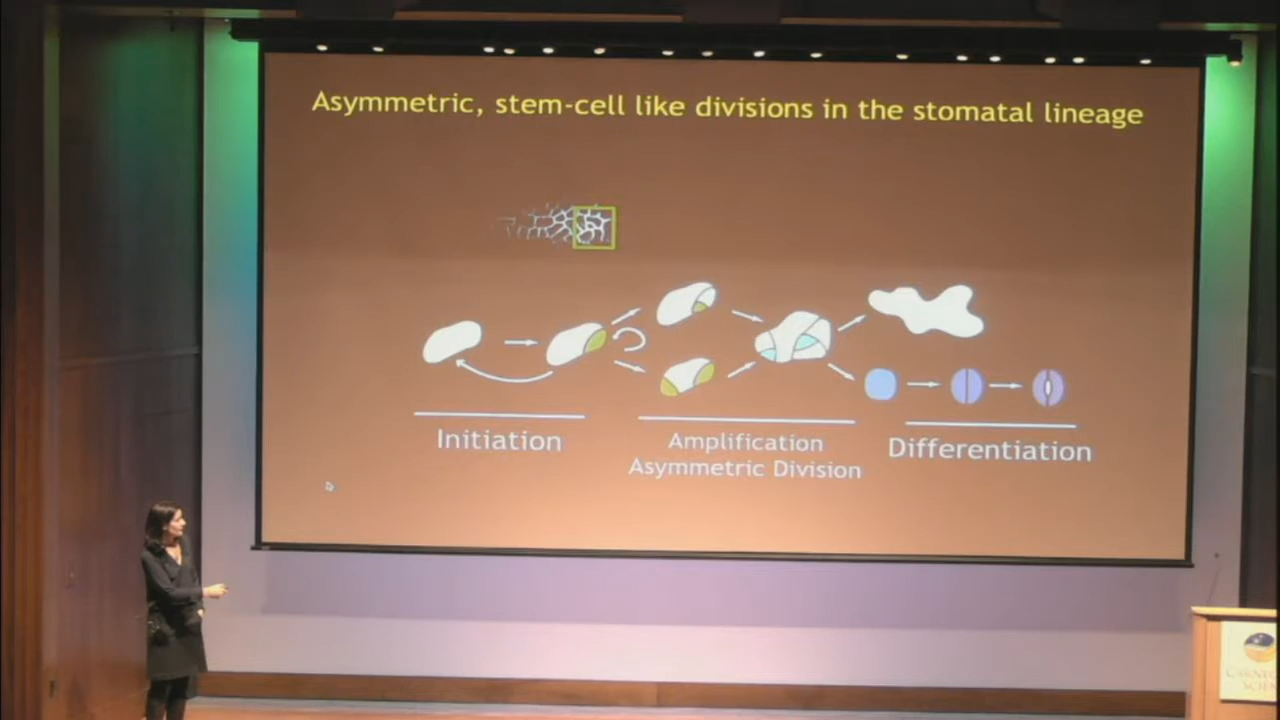 Asymmetric, stem-cell like divisions in the stomatal lineage
Initiation
Amplification
Asymmetric Division
Differentiation